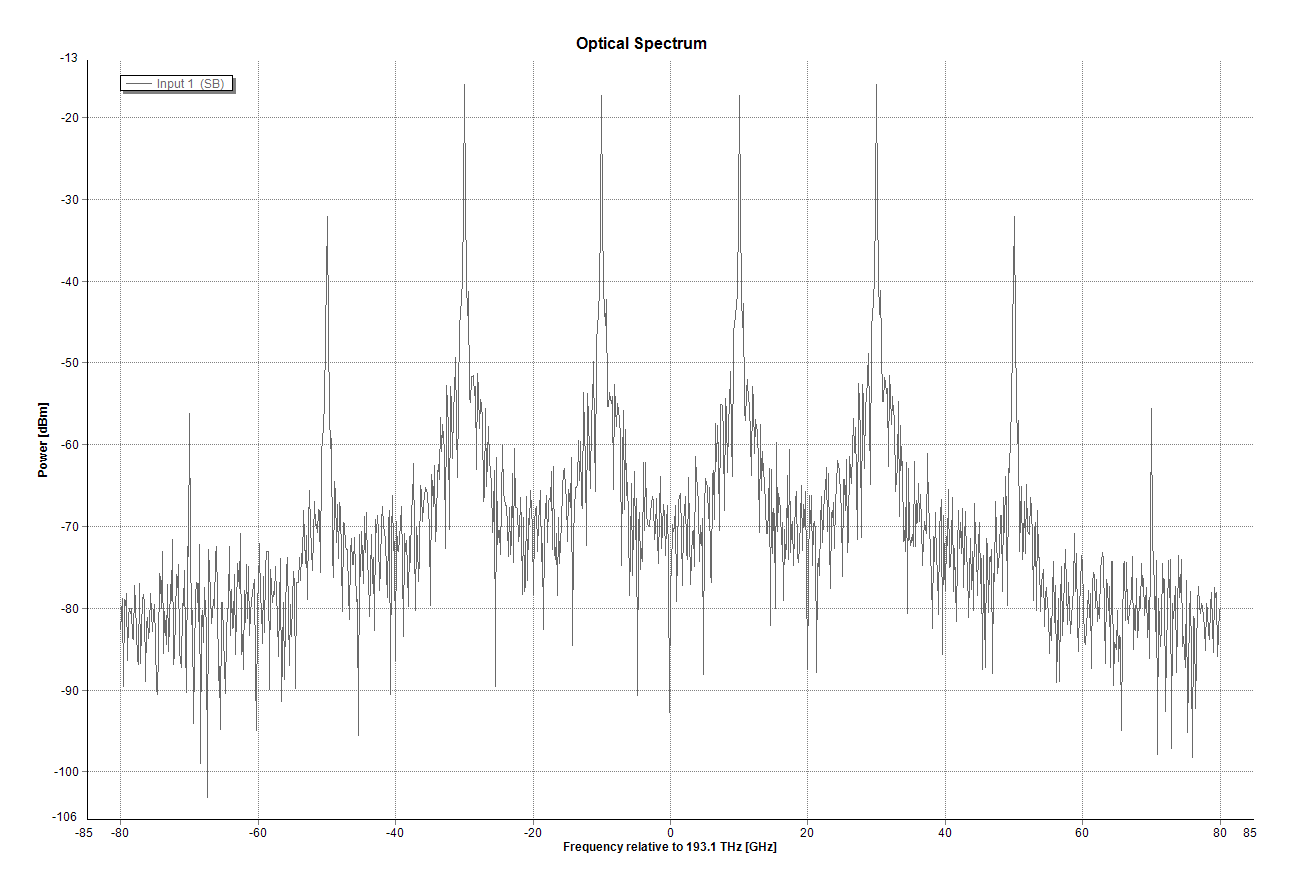 Optical Spectrum
-13
Input 1 (SB)
-20
-30
-40
-50
-60
-70
-80
-90
-100
-106
Power [dBm]
-85 -80 -60 -40 -20 0 20 40 60 80 85
Frequency relative to 193.1 THz [GHz]